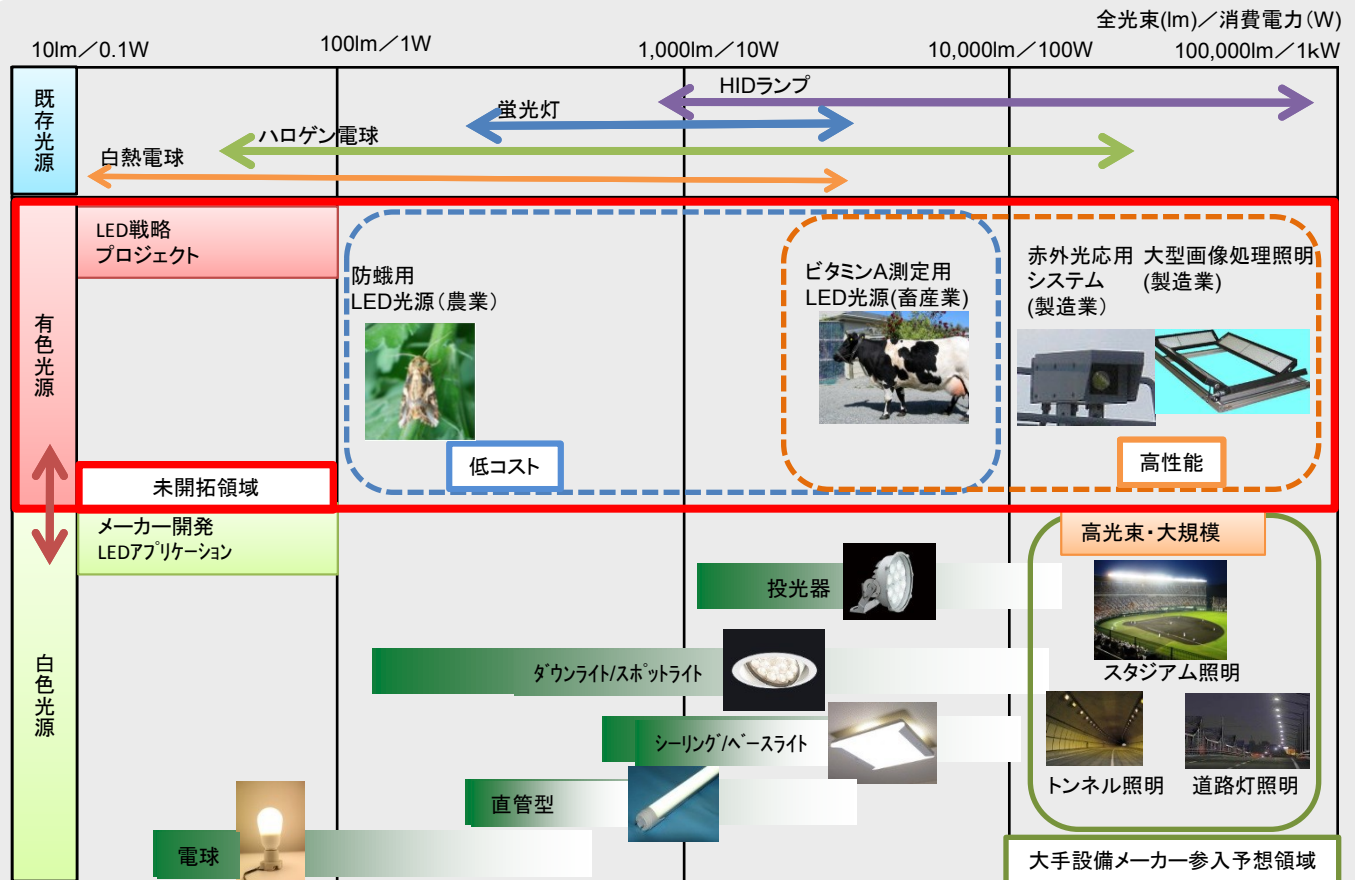 全光束(lm)／消費電力(W)
10lm／0.1W
100lm／1W
1,000lm／10W
10,000lm／100W
100,000lm／1kW
既存光源
HIDランプ
蛍光灯
ハロゲン電球
白熱電球
有色光源
LED戦略
プロジェクト
防蛾用
LED光源（農業）
ビタミンA測定用
LED光源(畜産業)
赤外光応用
システム
(製造業）
大型画像処理照明
(製造業)
低コスト
高性能
未開拓領域
白色光源
メーカー開発
LEDｱﾌﾟﾘｹｰｼｮﾝ
高光束・大規模
投光器
スタジアム照明
ﾀﾞｳﾝﾗｲﾄ/ｽﾎﾟｯﾄﾗｲﾄ
ｼｰﾘﾝｸﾞ/ﾍﾞｰｽﾗｲﾄ
トンネル照明
道路灯照明
直管型
電球
大手設備メーカー参入予想領域